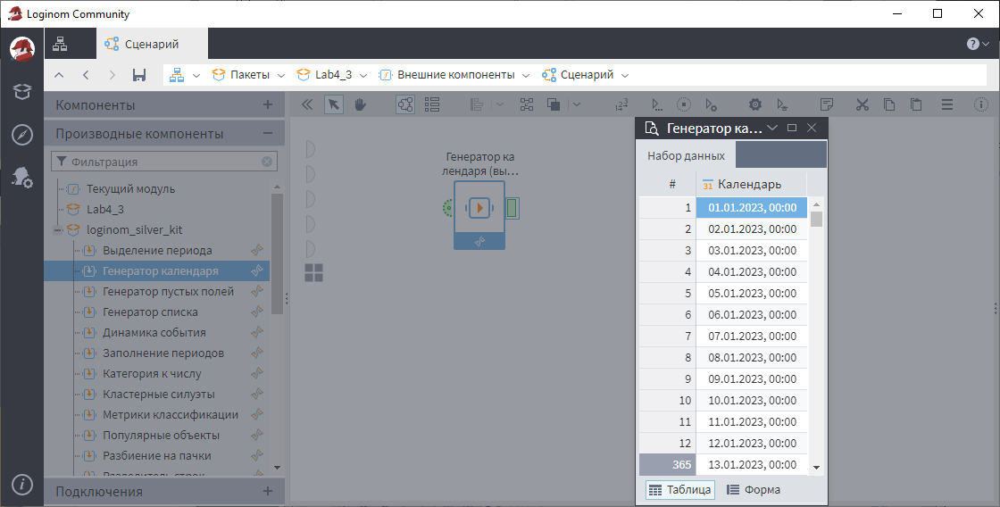 Loginom Community
Сценарий
Пакеты
Lab4_3
Внешние компоненты
Сценарий
Компоненты
Производные компоненты
Фильтрация
Текущий модуль
Lab4_3
loginom_silver_kit
Выделение периода
Генератор календаря
Генератор пустых полей
Генератор списка
Динамика события
Заполнение периодов
Категория к числу
Кластерные силуэты
Метрики классификации
Популярные объекты
Разбиение на пачки
Разделитель строк
Подключения
Генератор ка
лендаря (вы...
Генератор ка...
Набор данных
# 31 Календарь
1 01.01.2023, 00:00
2 02.01.2023, 00:00
3 03.01.2023, 00:00
4 04.01.2023, 00:00
5 05.01.2023, 00:00
6 06.01.2023, 00:00
7 07.01.2023, 00:00
8 08.01.2023, 00:00
9 09.01.2023, 00:00
10 10.01.2023, 00:00
11 11.01.2023, 00:00
12 12.01.2023, 00:00
365 13.01.2023, 00:00
Таблица Форма